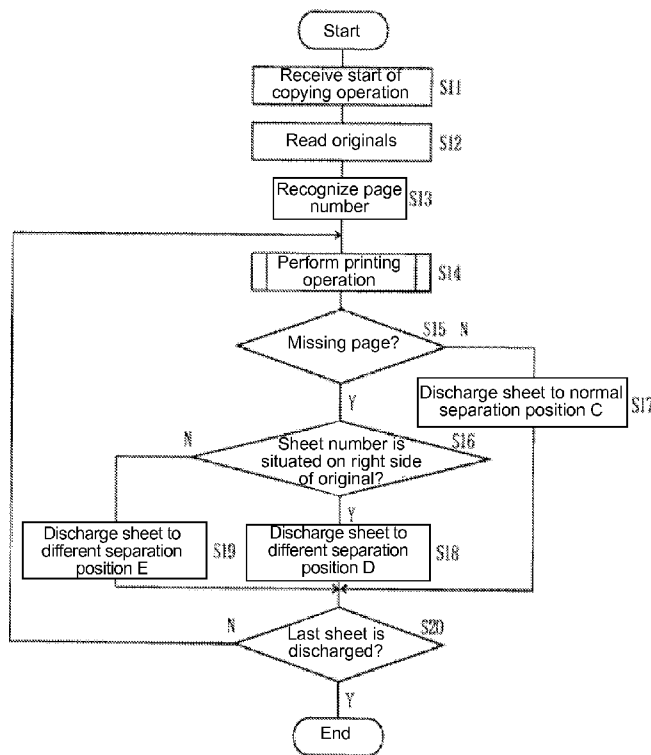 Start
Receive start of
copying operation
S11
Read originals
S12
Recognize page
number
S13
Perform printing
operation
S14
Missing page?
S15
N
Y
Discharge sheet to normal
separation position C
S17
N
Sheet number is
situated on right side
of original?
S16
Y
Discharge sheet to
different separation
position E
S19
Discharge sheet to
different separation
position D
S18
N
Last sheet is
discharged?
S20
Y
End